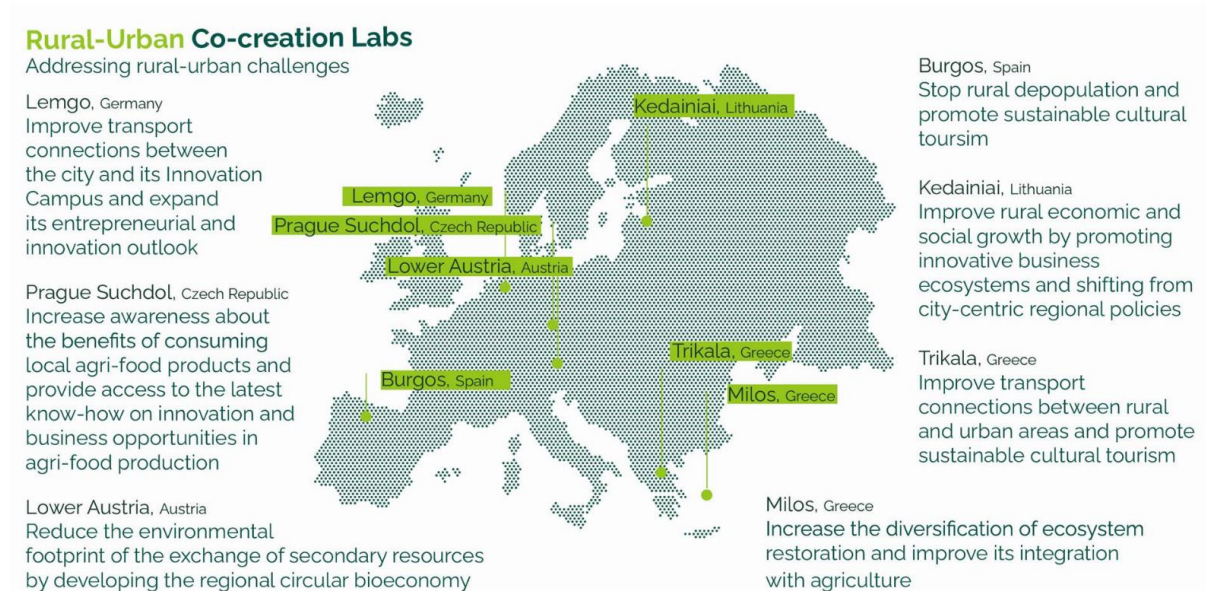 Rural-Urban Co-creation Labs
Addressing rural-urban challenges
Lemgo, Germany
Improve transport
connections between
the city and its Innovation
Campus and expand
its entrepreneurial and
innovation outlook
Prague Suchdol, Czech Republic
Increase awareness about
the benefits of consuming
local agri-food products and
provide access to the latest
know-how on innovation and
business opportunities in
agri-food production
Lower Austria, Austria
Reduce the environmental
footprint of the exchange of secondary resources
by developing the regional circular bioeconomy
Kedainiai, Lithuania
Lemgo, Germany
Prague Suchdol, Czech Republic
Lower Austria, Austria
Trikala, Greece
Burgos, Spain
Milos, Greece
Burgos, Spain
Stop rural depopulation and
promote sustainable cultural
toursim
Kedainiai, Lithuania
Improve rural economic and
social growth by promoting
innovative business
ecosystems and shifting from
city-centric regional policies
Trikala, Greece
Improve transport
connections between rural
and urban areas and promote
sustainable cultural tourism
Milos, Greece
Increase the diversification of ecosystem
restoration and improve its integration
with agriculture